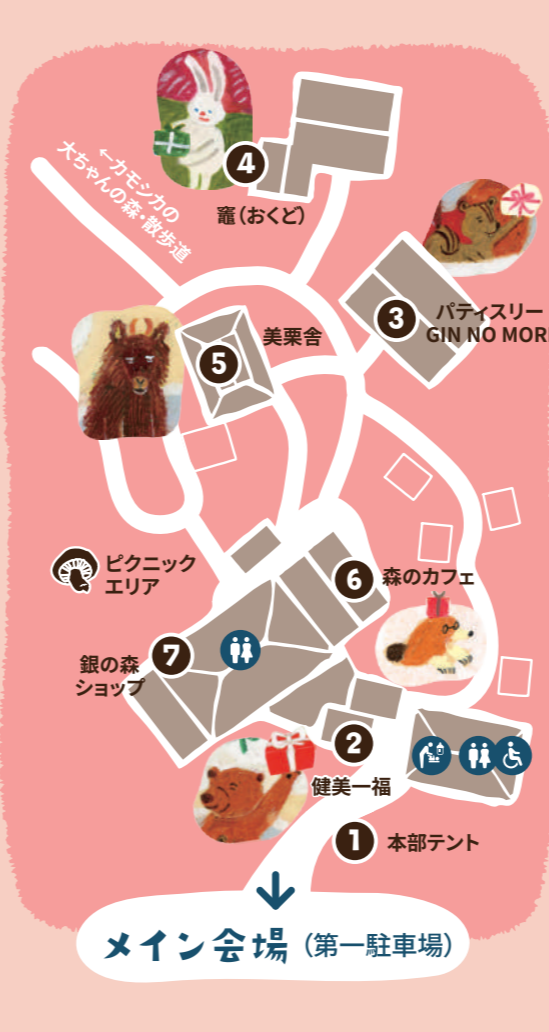 ←カモシカの
大ちゃんの森・散歩道
4
竈（おくど）
3
パティスリー
GIN NO MORI
5
美栗舎
ピクニック
エリア
6
森のカフェ
7
銀の森
ショップ
2
健美一福
1
本部テント
メイン会場（第一駐車場）